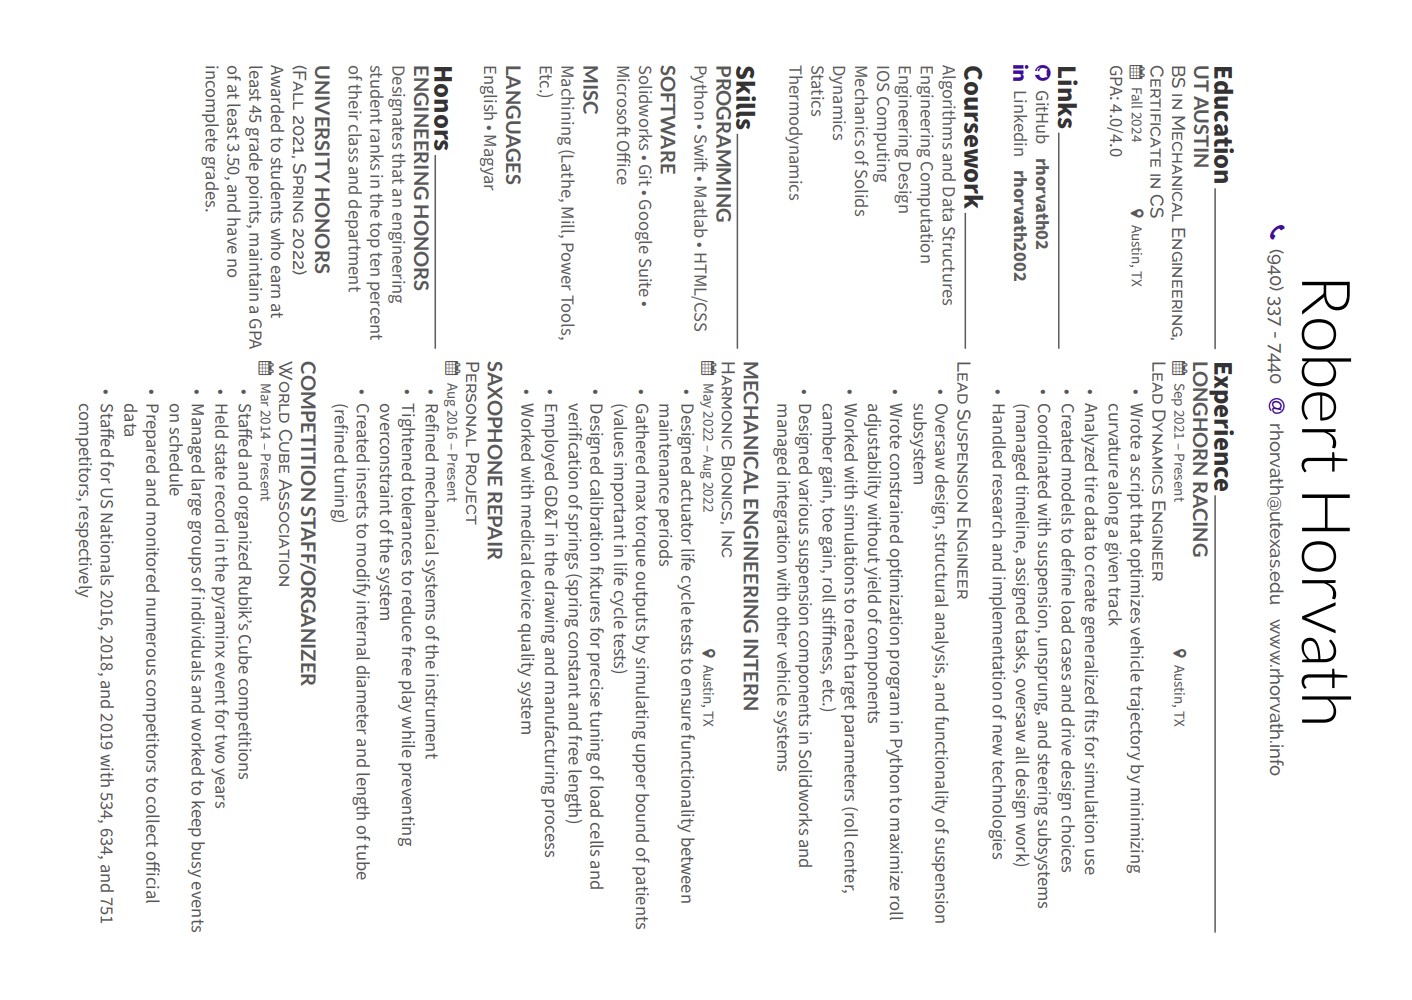 Robert Horvath
(940) 337 - 7440 rhorvath@utexas.edu www.rhorvath.info
Education
UT AUSTIN
BS in Mechanical Engineering,
Certificate in CS
Fall 2024 Austin, TX
GPA: 4.0/4.0
Links
GitHub rhorvath02
Linkedin rhorvath2002
Coursework
Algorithms and Data Structures
Engineering Computation
Engineering Design
IOS Computing
Mechanics of Solids
Dynamics
Statics
Thermodynamics
Skills
PROGRAMMING
Python • Swift • Matlab • HTML/CSS
SOFTWARE
Solidworks • Git • Google Suite •
Microsoft Office
MISC
Machining (Lathe, Mill, Power Tools,
Etc.)
LANGUAGES
English • Magyar
Honors
ENGINEERING HONORS
Designates that an engineering
student ranks in the top ten percent
of their class and department
UNIVERSITY HONORS
(Fall 2021, Spring 2022)
Awarded to students who earn at
least 45 grade points, maintain a GPA
of at least 3.50, and have no
incomplete grades.
Experience
LONGHORN RACING
Sep 2021 – Present Austin, TX
Lead Dynamics Engineer
• Wrote a script that optimizes vehicle trajectory by minimizing
curvature along a given track
• Analyzed tire data to create generalized fits for simulation use
• Created models to define load cases and drive design choices
• Coordinated with suspension, unsprung, and steering subsystems
(managed timeline, assigned tasks, oversaw all design work)
• Handled research and implementation of new technologies
Lead Suspension Engineer
• Oversaw design, structural analysis, and functionality of suspension
subsystem
• Wrote constrained optimization program in Python to maximize roll
adjustability without yield of components
• Worked with simulations to reach target parameters (roll center,
camber gain, toe gain, roll stiffness, etc.)
• Designed various suspension components in Solidworks and
managed integration with other vehicle systems
MECHANICAL ENGINEERING INTERN
Harmonic Bionics, Inc
May 2022 – Aug 2022 Austin, TX
• Designed actuator life cycle tests to ensure functionality between
maintenance periods
• Gathered max torque outputs by simulating upper bound of patients
(values important in life cycle tests)
• Designed calibration fixtures for precise tuning of load cells and
verification of springs (spring constant and free length)
• Employed GD&T in the drawing and manufacturing process
• Worked with medical device quality system
SAXOPHONE REPAIR
Personal Project
Aug 2016 – Present
• Refined mechanical systems of the instrument
• Tightened tolerances to reduce free play while preventing
overconstraint of the system
• Created inserts to modify internal diameter and length of tube
(refined tuning)
COMPETITION STAFF/ORGANIZER
World Cube Association
Mar 2014 – Present
• Staffed and organized Rubik's Cube competitions
• Held state record in the pyraminx event for two years
• Managed large groups of individuals and worked to keep busy events
on schedule
• Prepared and monitored numerous competitors to collect official
data
• Staffed for US Nationals 2016, 2018, and 2019 with 534, 634, and 751
competitors, respectively